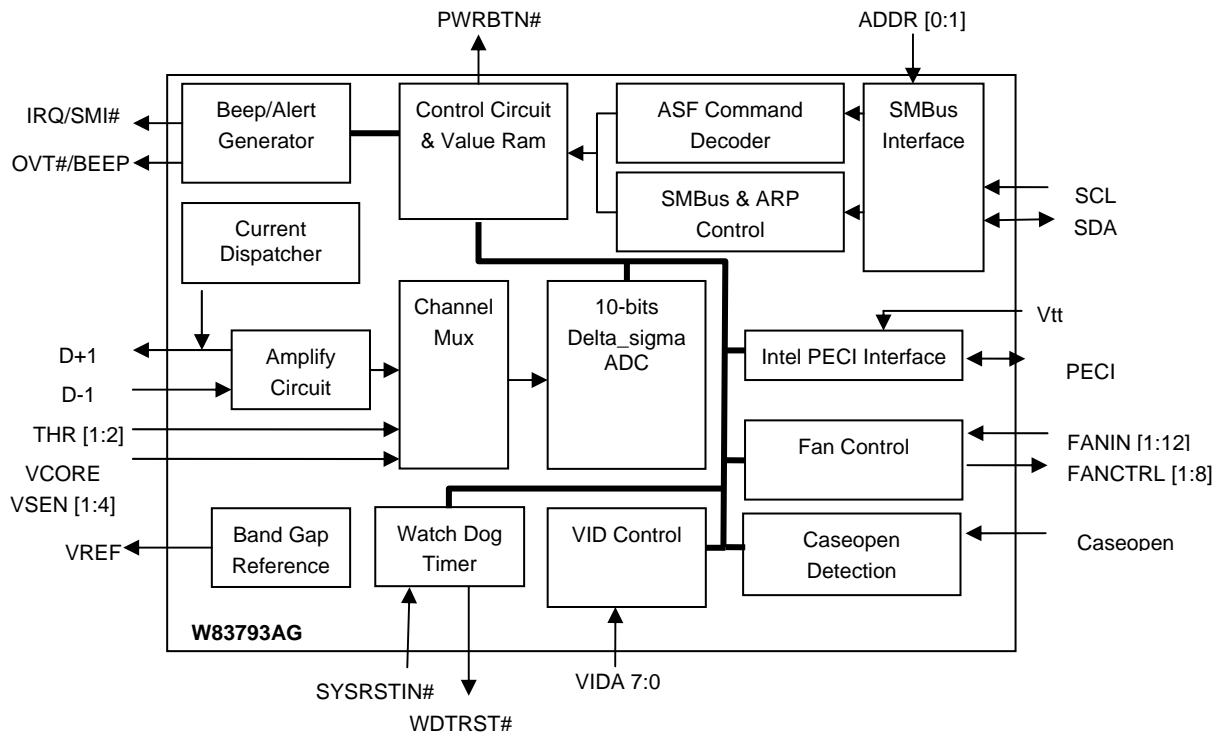 PWRBTN#
ADDR [0:1]
IRQ/SMI#
OVT#/BEEP
Beep/Alert
Generator
Control Circuit
& Value Ram
ASF Command
Decoder
SMBus
Interface
SMBus & ARP
Control
SCL
SDA
Current
Dispatcher
Channel
Mux
10-bits
Delta_sigma
ADC
Vtt
Intel PECI Interface
PECI
D+1
D-1
Amplify
Circuit
THR [1:2]
VCORE
VSEN [1:4]
Fan Control
FANIN [1:12]
FANCTRL [1:8]
VREF
Band Gap
Reference
Watch Dog
Timer
VID Control
Caseopen
Detection
Caseopen
W83793AG
SYSRSTIN#
WDTRST#
VIDA 7:0